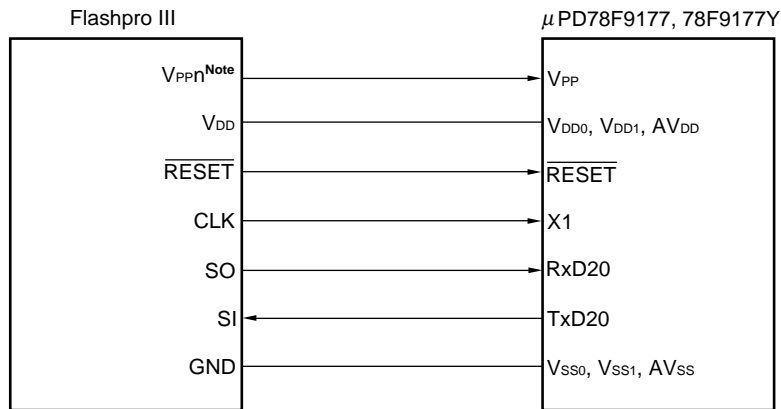 Flashpro III
μPD78F9177, 78F9177Y
VPPnNote
VPP
VDD
VDD0, VDD1, AVDD
RESET
RESET
CLK
X1
SO
RxD20
SI
TxD20
GND
VSS0, VSS1, AVSS